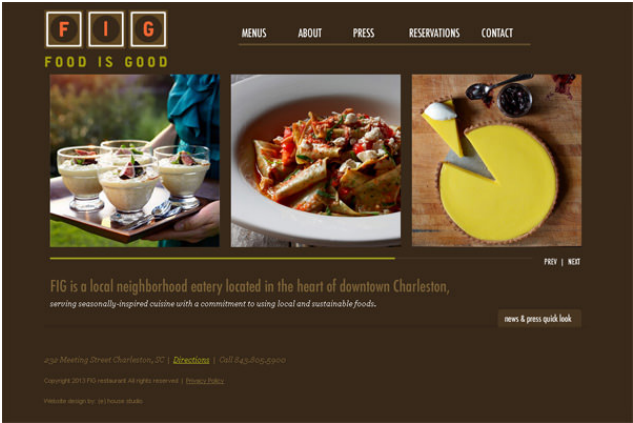 F I G
FOOD IS GOOD
MENUS ABOUT PRESS RESERVATIONS CONTACT
PREV | NEXT
FIG is a local neighborhood eatery located in the heart of downtown Charleston,
serving seasonally-inspired cuisine with a commitment to using local and sustainable foods.
news & press quick look
232 Meeting Street Charleston, SC | Directions | Call 843.805.5900
Copyright 2013 FIG restaurant All rights reserved | Privacy Policy
Website design by: (e) house studio